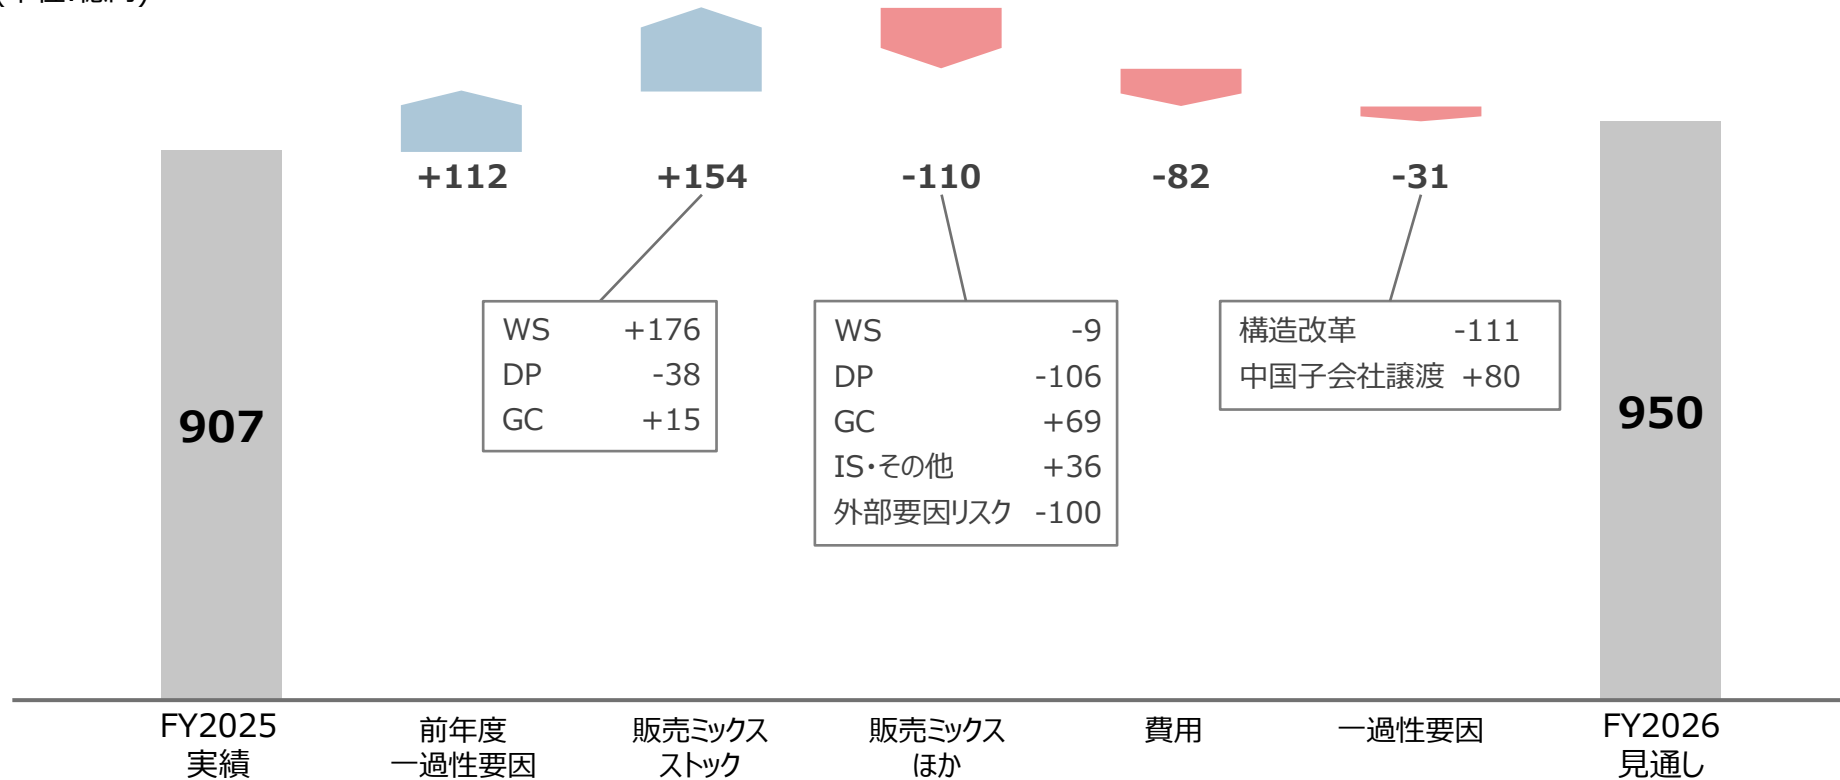 +112
+154
-110
-82
-31
WS +176
DP -38
GC +15
WS -9
DP -106
GC +69
IS・その他 +36
外部要因リスク -100
構造改革 -111
中国子会社譲渡 +80
907
950
FY2025
実績
前年度
一過性要因
販売ミックス
ストック
販売ミックス
ほか
費用
一過性要因
FY2026
見通し